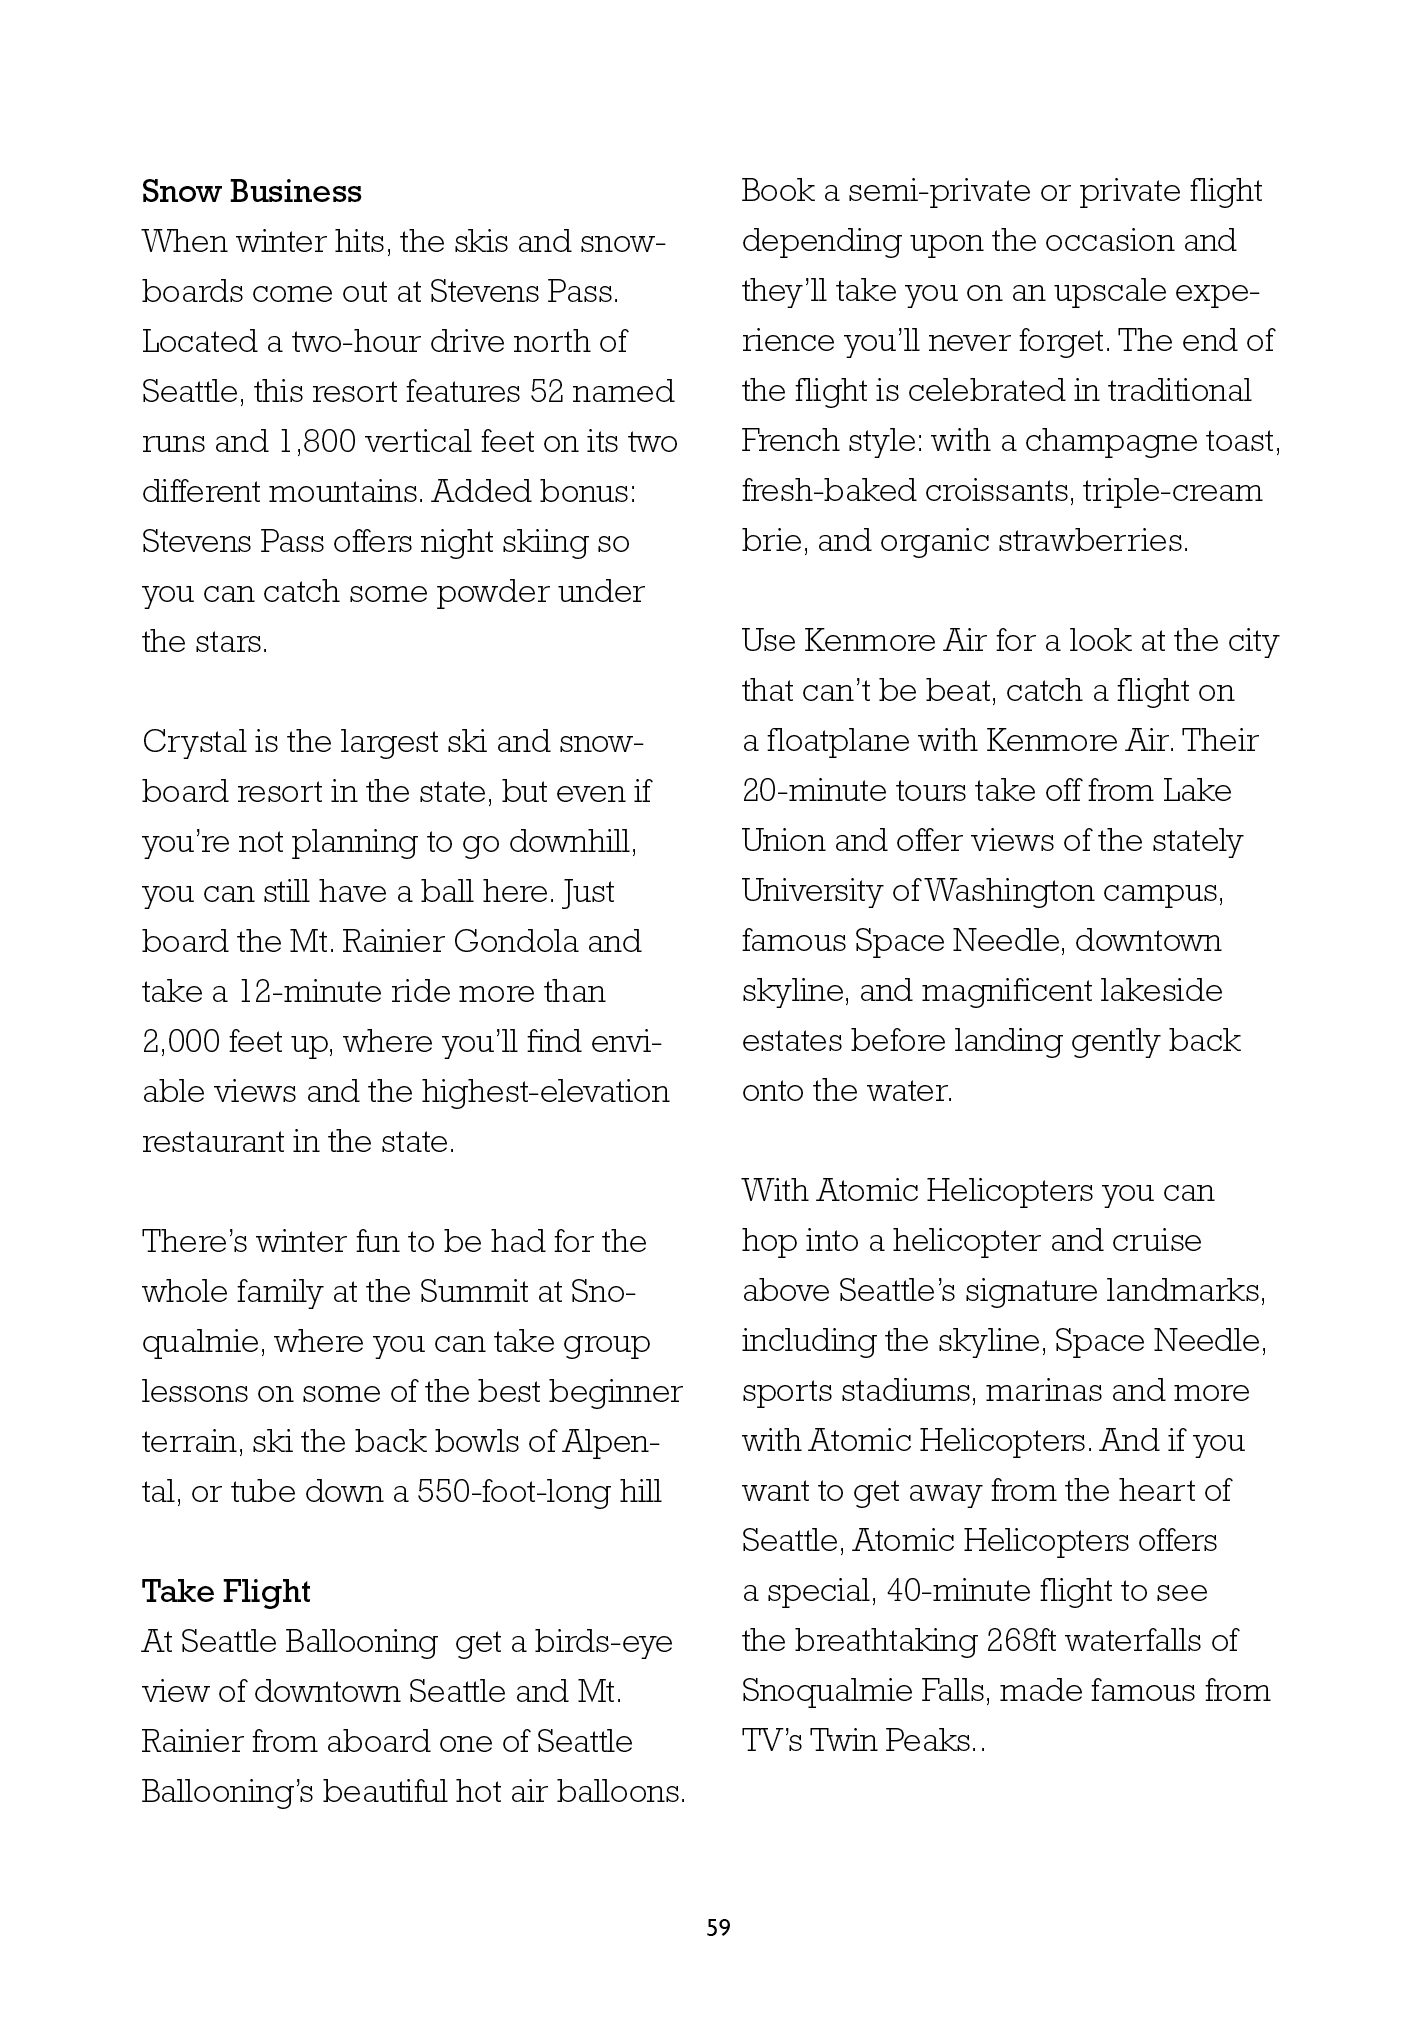 Snow Business
When winter hits, the skis and snow-
boards come out at Stevens Pass.
Located a two-hour drive north of
Seattle, this resort features 52 named
runs and 1,800 vertical feet on its two
different mountains. Added bonus:
Stevens Pass offers night skiing so
you can catch some powder under
the stars.
Crystal is the largest ski and snow-
board resort in the state, but even if
you’re not planning to go downhill,
you can still have a ball here. Just
board the Mt. Rainier Gondola and
take a 12-minute ride more than
2,000 feet up, where you’ll find envi-
able views and the highest-elevation
restaurant in the state.
There’s winter fun to be had for the
whole family at the Summit at Sno-
qualmie, where you can take group
lessons on some of the best beginner
terrain, ski the back bowls of Alpen-
tal, or tube down a 550-foot-long hill
Take Flight
At Seattle Ballooning  get a birds-eye
view of downtown Seattle and Mt.
Rainier from aboard one of Seattle
Ballooning’s beautiful hot air balloons.
Book a semi-private or private flight
depending upon the occasion and
they’ll take you on an upscale expe-
rience you’ll never forget. The end of
the flight is celebrated in traditional
French style: with a champagne toast,
fresh-baked croissants, triple-cream
brie, and organic strawberries.
Use Kenmore Air for a look at the city
that can’t be beat, catch a flight on
a floatplane with Kenmore Air. Their
20-minute tours take off from Lake
Union and offer views of the stately
University of Washington campus,
famous Space Needle, downtown
skyline, and magnificent lakeside
estates before landing gently back
onto the water.
With Atomic Helicopters you can
hop into a helicopter and cruise
above Seattle’s signature landmarks,
including the skyline, Space Needle,
sports stadiums, marinas and more
with Atomic Helicopters. And if you
want to get away from the heart of
Seattle, Atomic Helicopters offers
a special, 40-minute flight to see
the breathtaking 268ft waterfalls of
Snoqualmie Falls, made famous from
TV’s Twin Peaks..
59